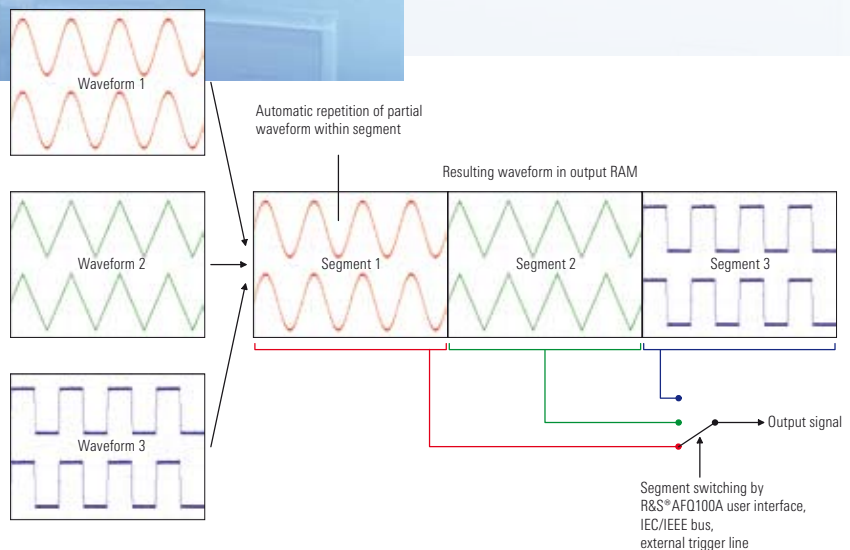 Waveform 1
Automatic repetition of partial
waveform within segment
Resulting waveform in output RAM
Waveform 2
Segment 1
Segment 2
Segment 3
Waveform 3
Output signal
Segment switching by
R&S®AFQ100A user interface,
IEC/IEEE bus,
external trigger line